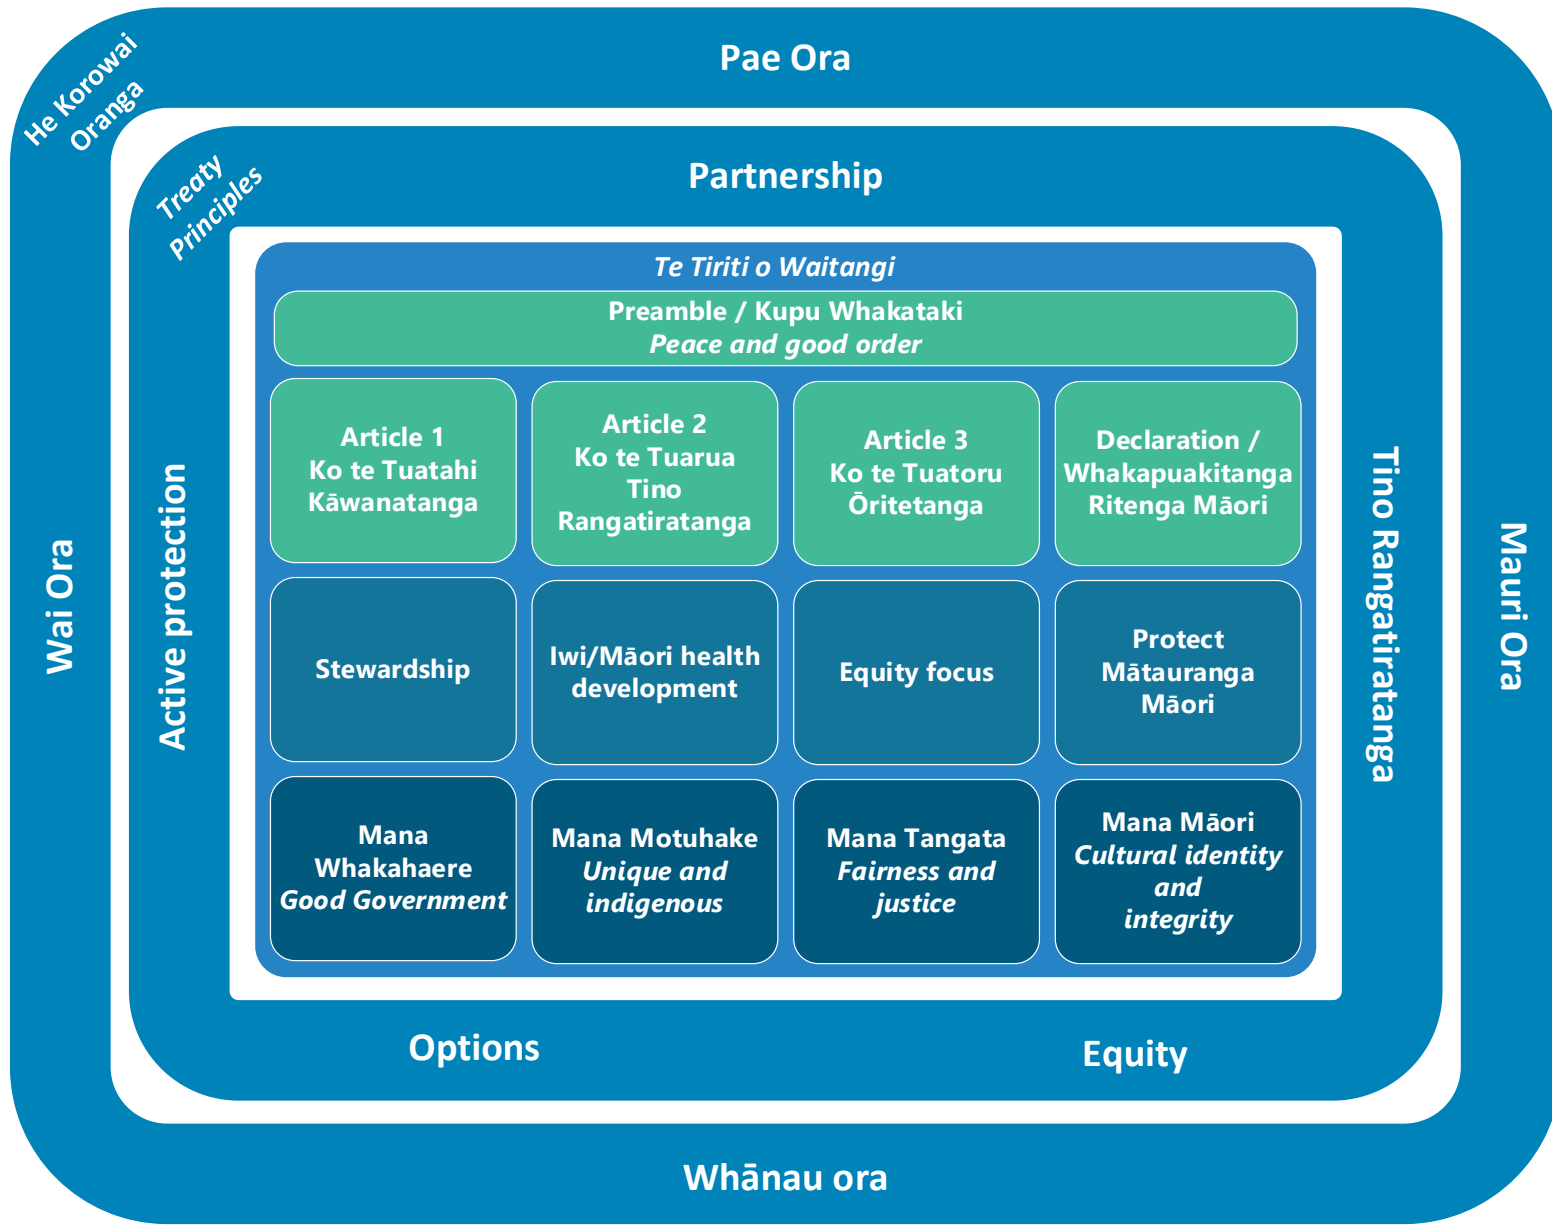 He Korowai
Oranga
Pae Ora
Treaty
Principles
Partnership
Te Tiriti o Waitangi
Preamble / Kupu Whakataki
Peace and good order
Article 1
Ko te Tuatahi
Kāwanatanga
Article 2
Ko te Tuarua
Tino
Rangatiratanga
Article 3
Ko te Tuatoru
Ōritetanga
Declaration /
Whakapuakitanga
Ritenga Māori
Stewardship
Iwi/Māori health
development
Equity focus
Protect
Mātauranga
Māori
Mana
Whakahaere
Good Government
Mana Motuhake
Unique and
indigenous
Mana Tangata
Fairness and
justice
Mana Māori
Cultural identity
and
integrity
Wai Ora
Active protection
Tino Rangatiratanga
Mauri Ora
Options
Equity
Whānau ora